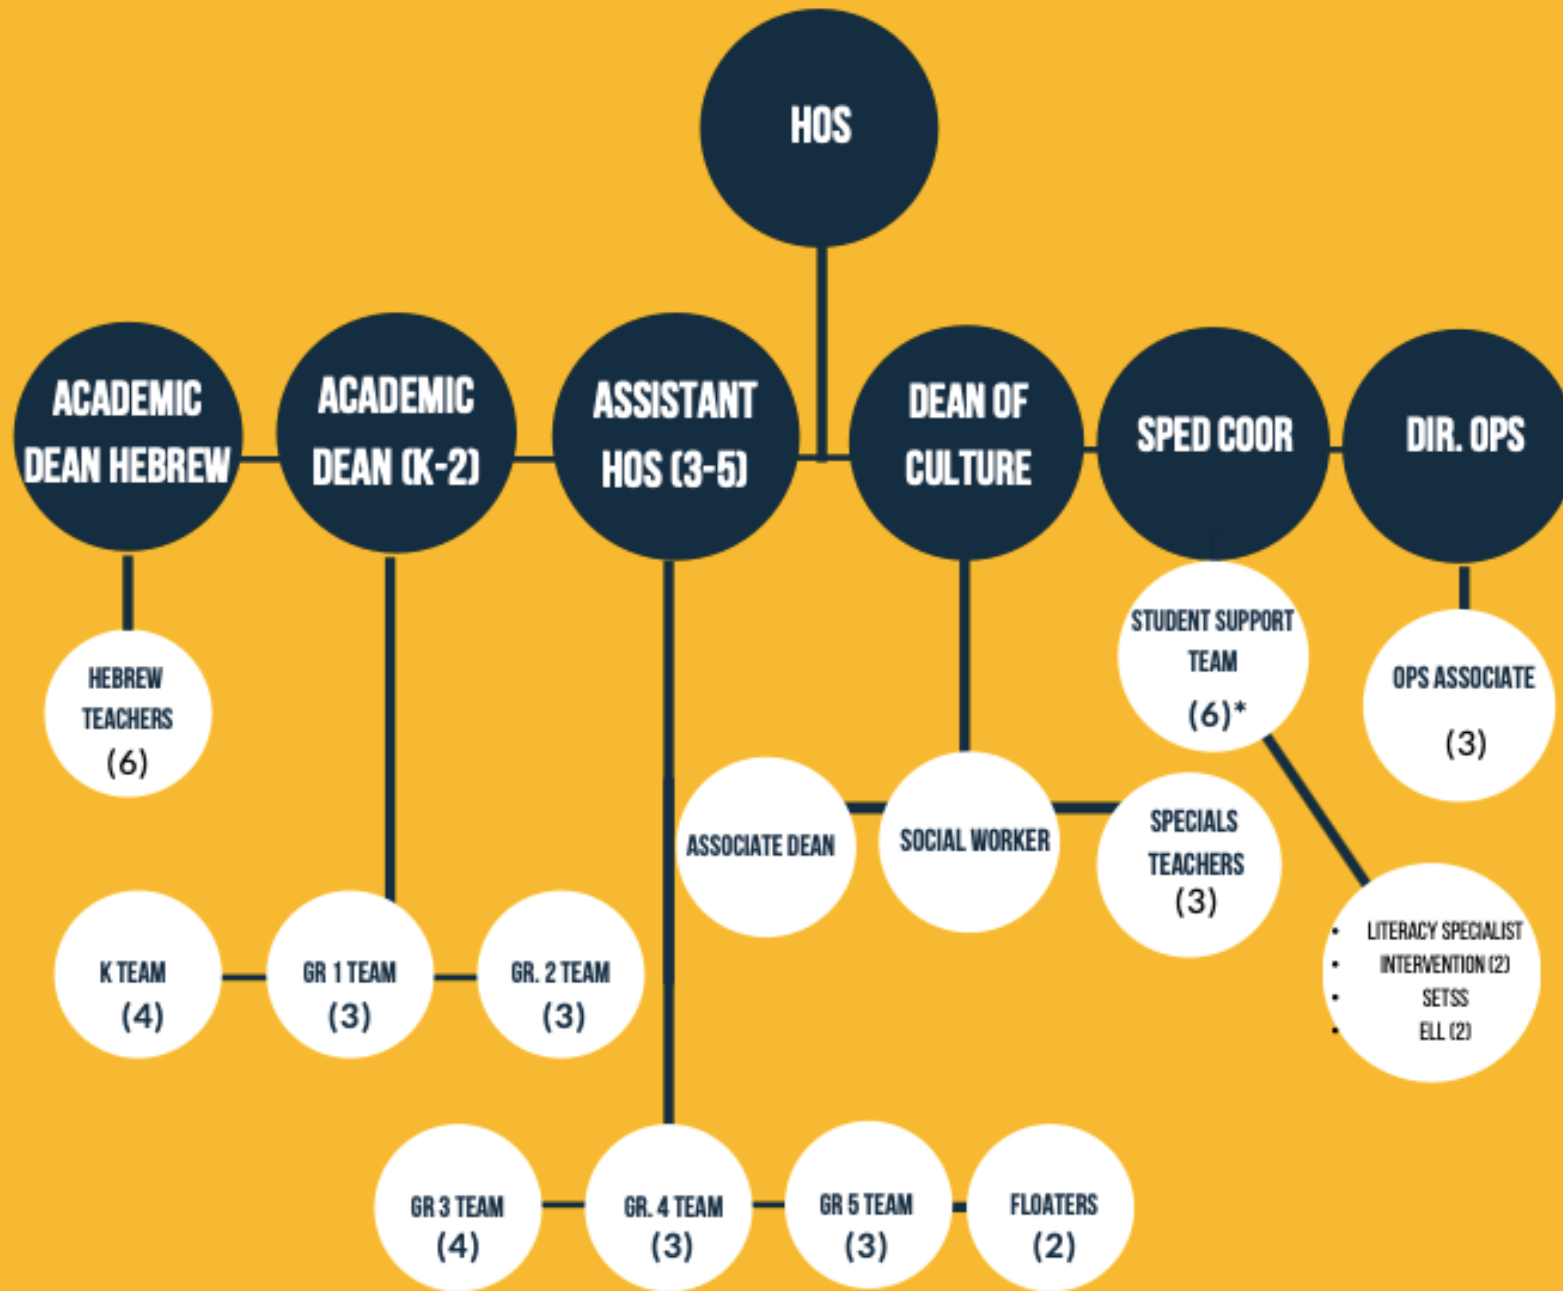 HOS
ACADEMIC
DEAN HEBREW
ACADEMIC
DEAN (K-2)
ASSISTANT
HOS (3-5)
DEAN OF
CULTURE
SPED COOR
DIR. OPS
HEBREW
TEACHERS
(6)
STUDENT SUPPORT
TEAM
(6)*
OPS ASSOCIATE
(3)
ASSOCIATE DEAN
SOCIAL WORKER
SPECIALS
TEACHERS
(3)
K TEAM
(4)
GR 1 TEAM
(3)
GR. 2 TEAM
(3)
• LITERACY SPECIALIST
• INTERVENTION (2)
• SETSS
• ELL (2)
GR 3 TEAM
(4)
GR. 4 TEAM
(3)
GR 5 TEAM
(3)
FLOATERS
(2)